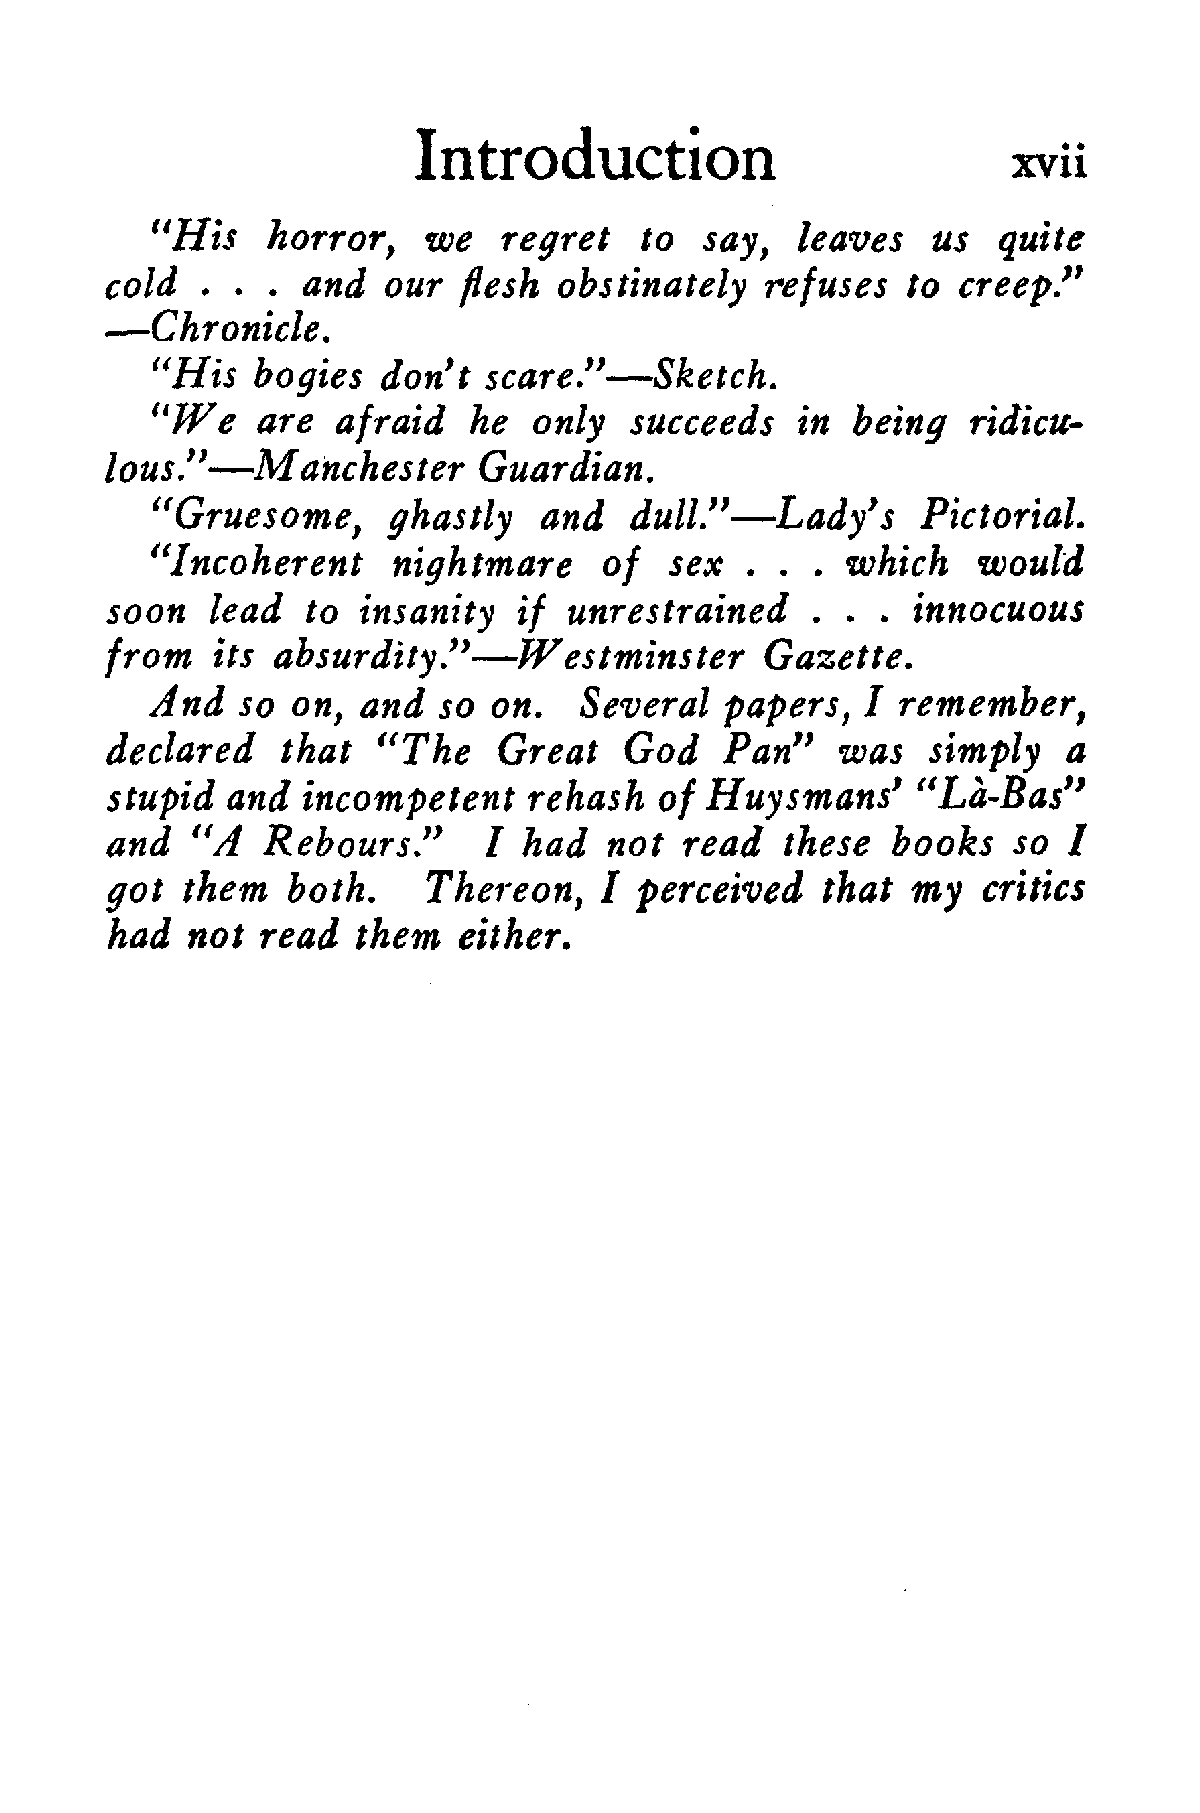 Introduction xvii
"His horror, we regret to say, leaves us quite
cold . . . and our flesh obstinately refuses to creep."
—Chronicle.
"His bogies don't scare."—Sketch.
"We are afraid he only succeeds in being ridicu-
lous."—Manchester Guardian.
"Gruesome, ghastly and dull."—Lady's Pictorial.
"Incoherent nightmare of sex . . . which would
soon lead to insanity if unrestrained . . . innocuous
from its absurdity."—Westminster Gazette.
And so on, and so on. Several papers, I remember,
declared that "The Great God Pan" was simply a
stupid and incompetent rehash of Huysmans' "Là-Bas"
and "A Rebours." I had not read these books so I
got them both. Thereon, I perceived that my critics
had not read them either.